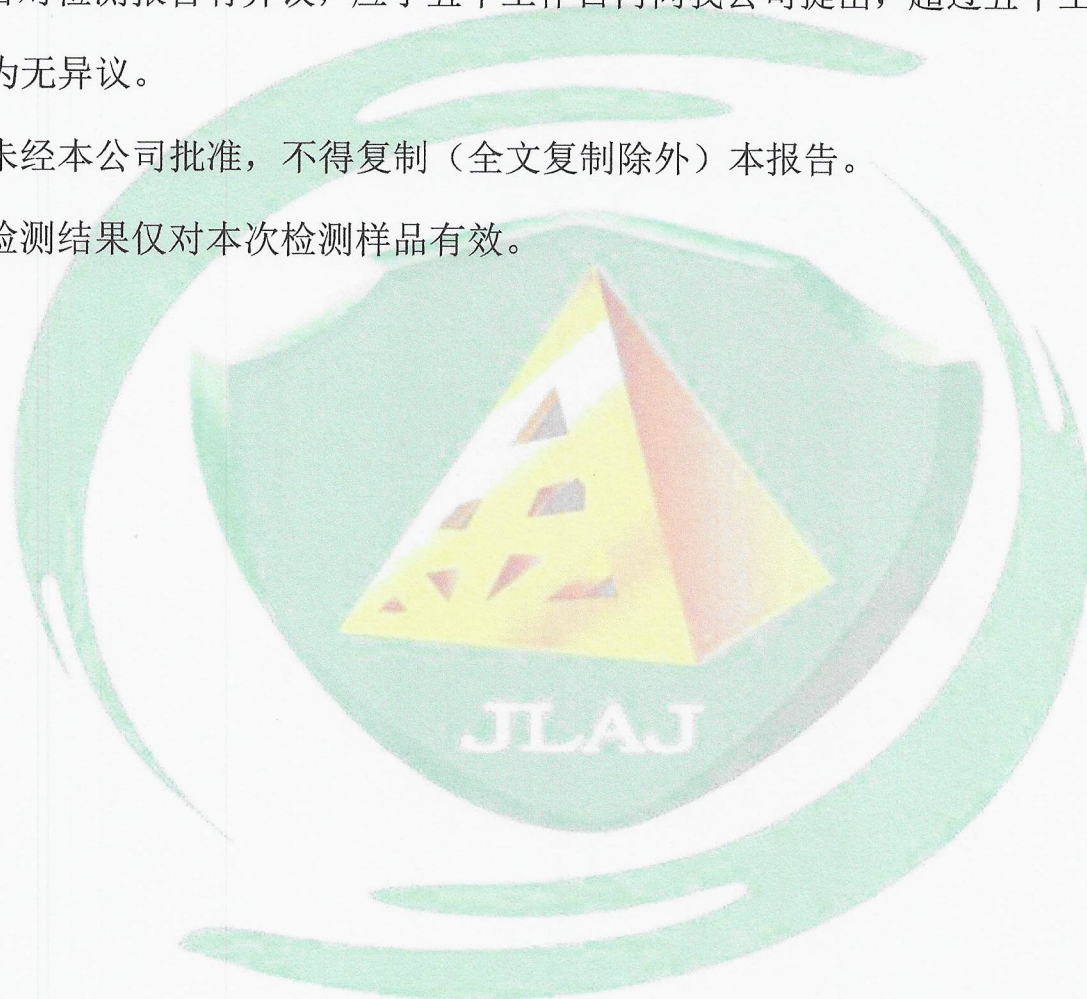 对检测报告有异议，应于五个工作日内向我公司提出，超过五个工
为无异议。
未经本公司批准，不得复制（全文复制除外）本报告。
检测结果仅对本次检测样品有效。
JLAJ